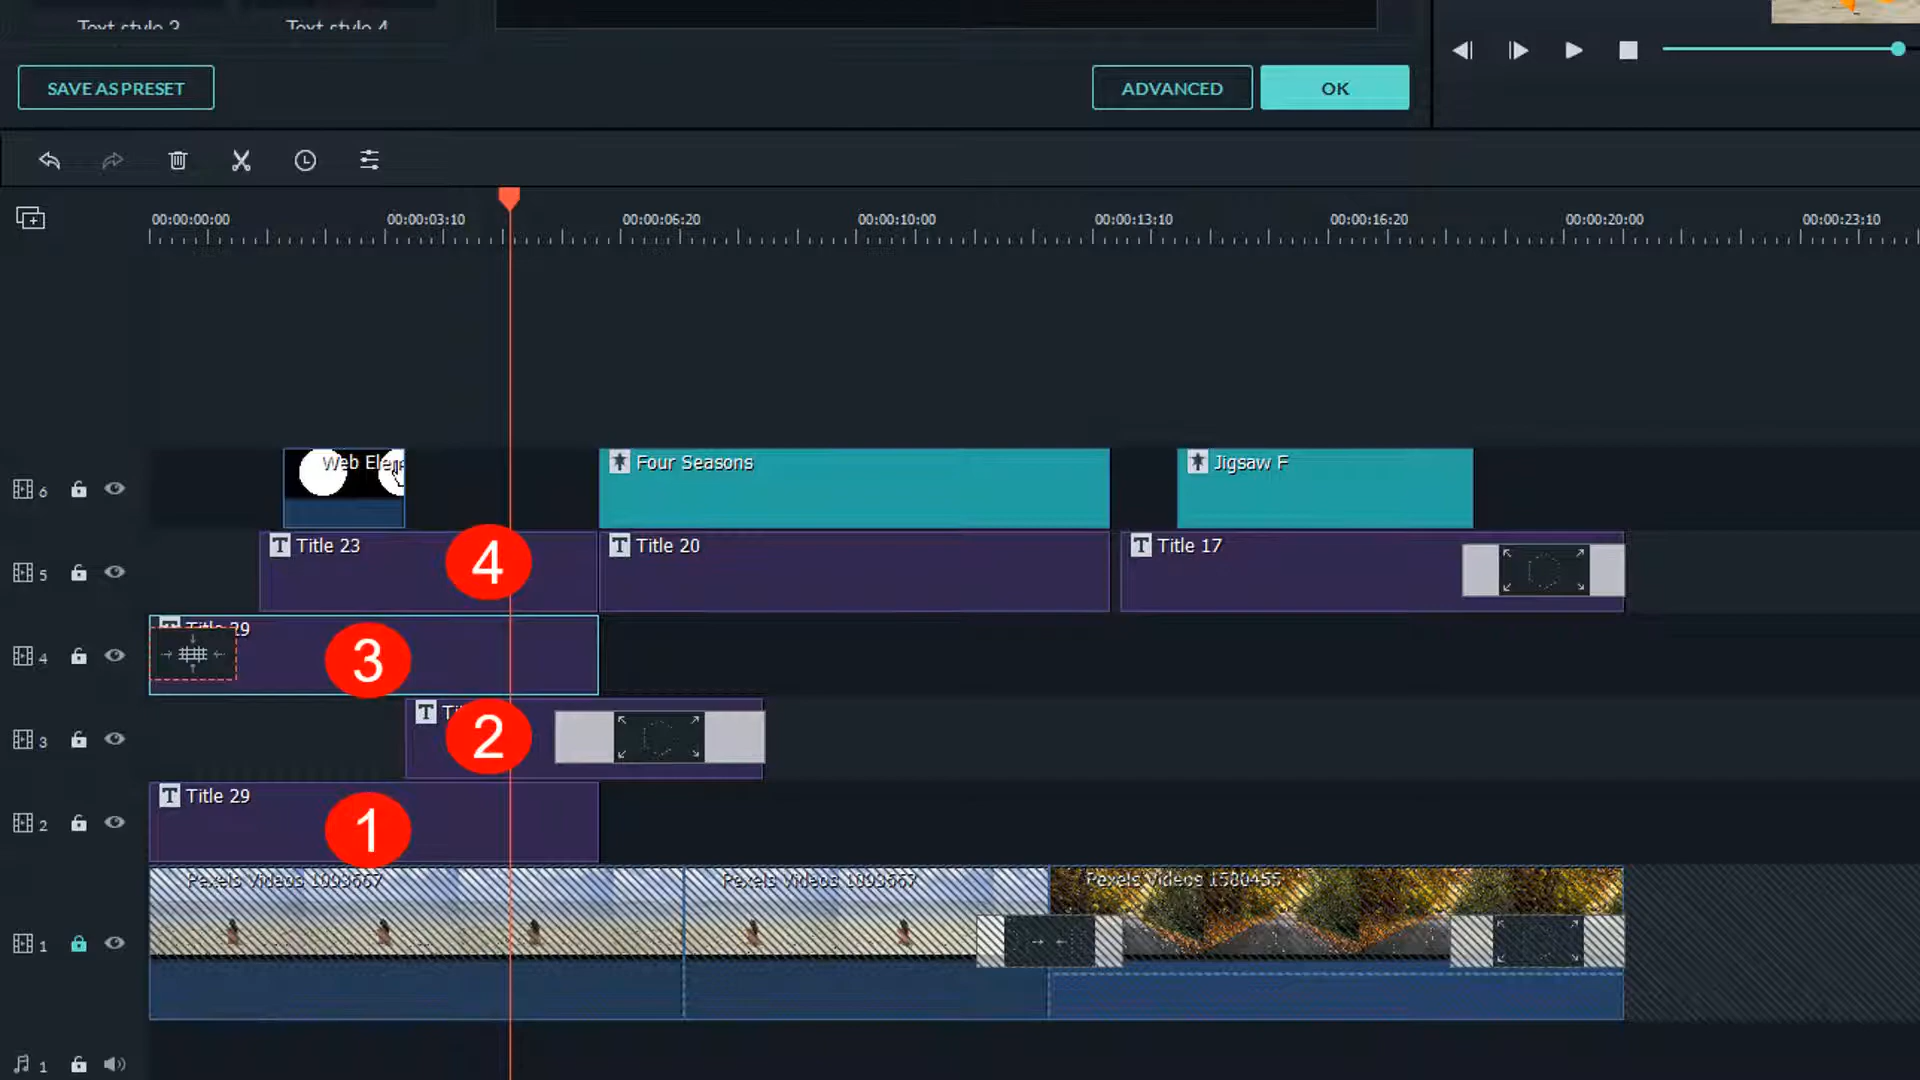 Text style 3
Text style 4
SAVE AS PRESET
ADVANCED
OK
00:00:00:00
00:00:03:10
00:00:06:20
00:00:10:00
00:00:13:10
00:00:16:20
00:00:20:00
00:00:23:10
6
Web Elem
Four Seasons
Jigsaw F
5
Title 23
4
Title 20
Title 17
4
Title 29
3
3
2
2
Title 29
1
1
Pexels Videos 1093667
Pexels Videos 1093667
Pexels Videos 1580455
1